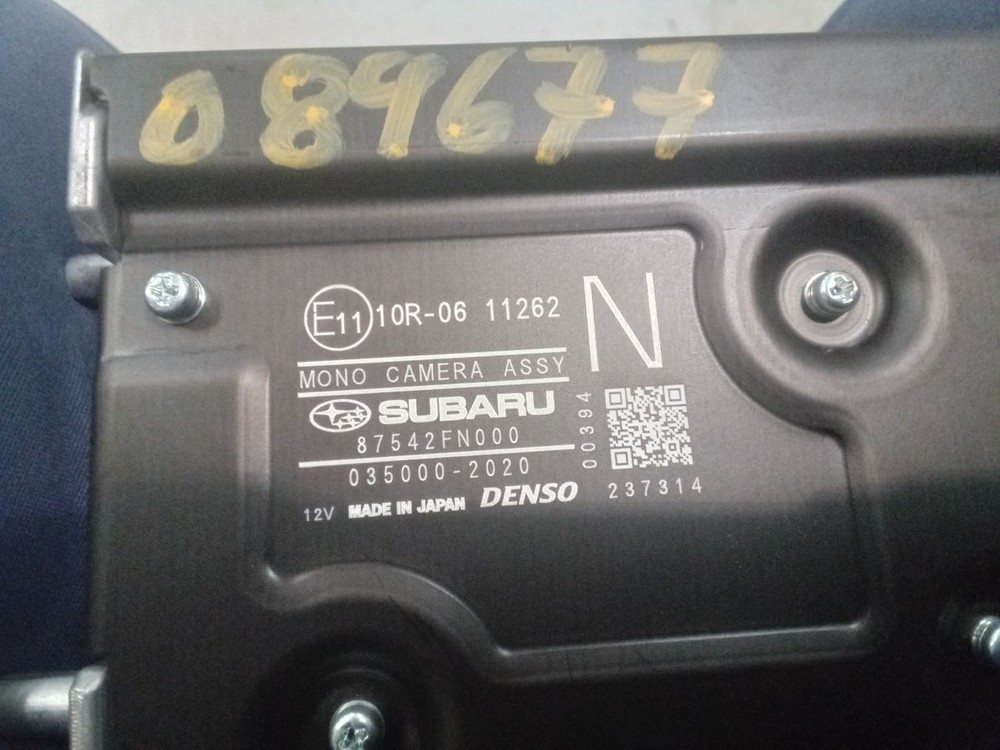 089677
E11 10R-06 11262
N
MONO CAMERA ASSY
SUBARU
87542FN000
00394
035000-2020
12V MADE IN JAPAN DENSO
237314